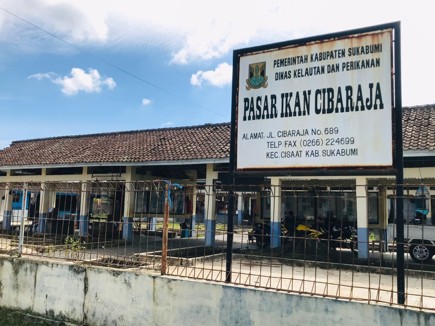 PEMERINTAH KABUPATEN SUKABUMI
DINAS KELAUTAN DAN PERIKANAN
PASAR IKAN CIBARAJA
ALAMAT. JL. CIBARAJA No. 689
TELP FAX (0266) 224699
KEC. CISAAT KAB. SUKABUMI